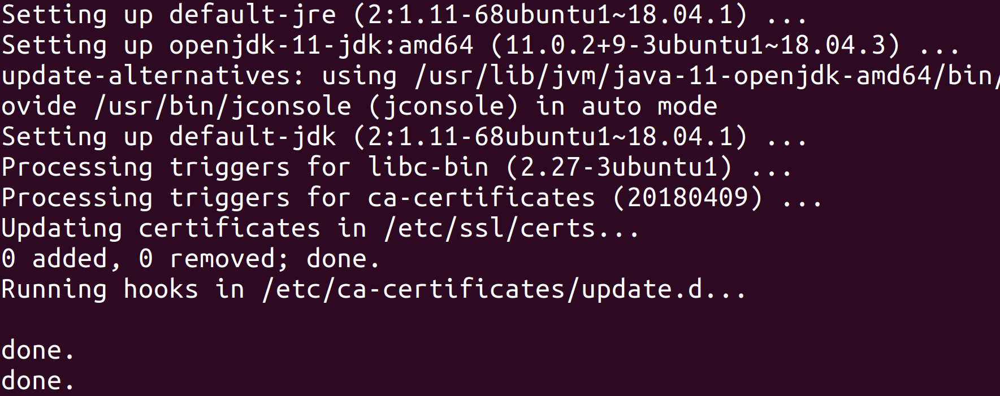 Setting up default-jre (2:1.11-68ubuntu1~18.04.1) ...
Setting up openjdk-11-jdk:amd64 (11.0.2+9-3ubuntu1~18.04.3) ...
update-alternatives: using /usr/lib/jvm/java-11-openjdk-amd64/bin/
ovide /usr/bin/jconsole (jconsole) in auto mode
Setting up default-jdk (2:1.11-68ubuntu1~18.04.1) ...
Processing triggers for libc-bin (2.27-3ubuntu1) ...
Processing triggers for ca-certificates (20180409) ...
Updating certificates in /etc/ssl/certs...
0 added, 0 removed; done.
Running hooks in /etc/ca-certificates/update.d...
done.
done.